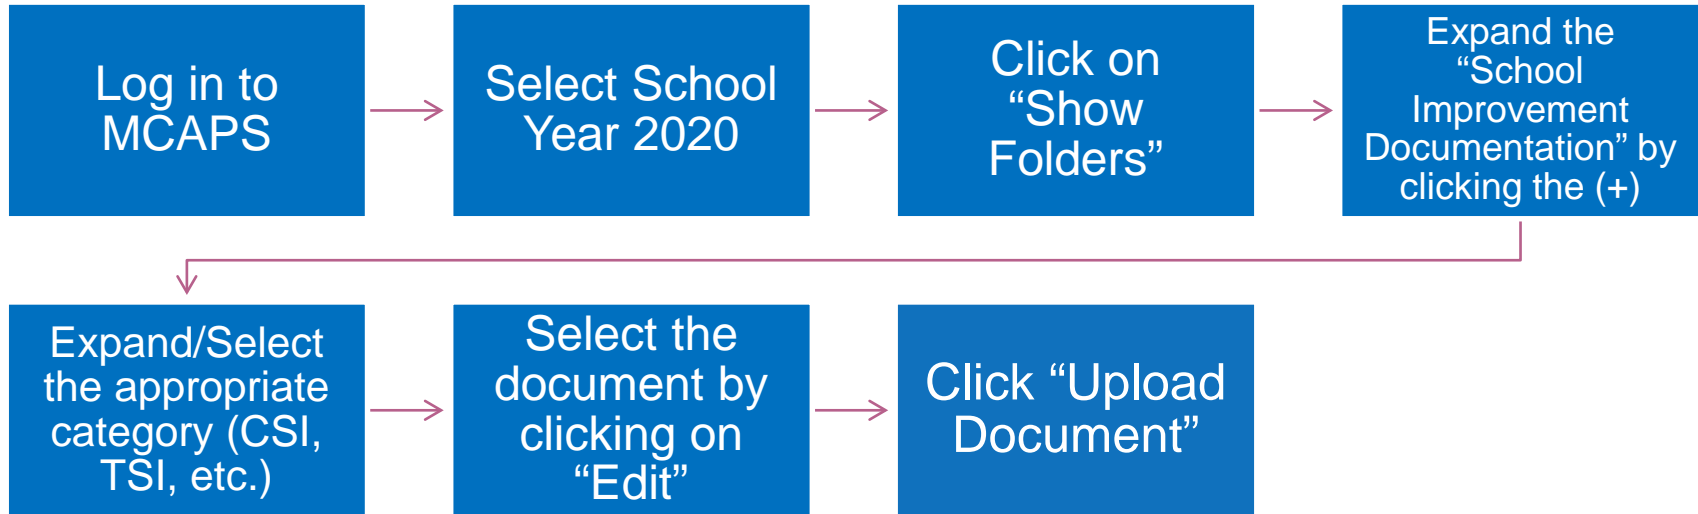 Log in to
MCAPS
Select School
Year 2020
Click on
“Show
Folders”
Expand the
“School
Improvement
Documentation” by
clicking the (+)
Expand/Select
the appropriate
category (CSI,
TSI, etc.)
Select the
document by
clicking on
“Edit”
Click “Upload
Document”